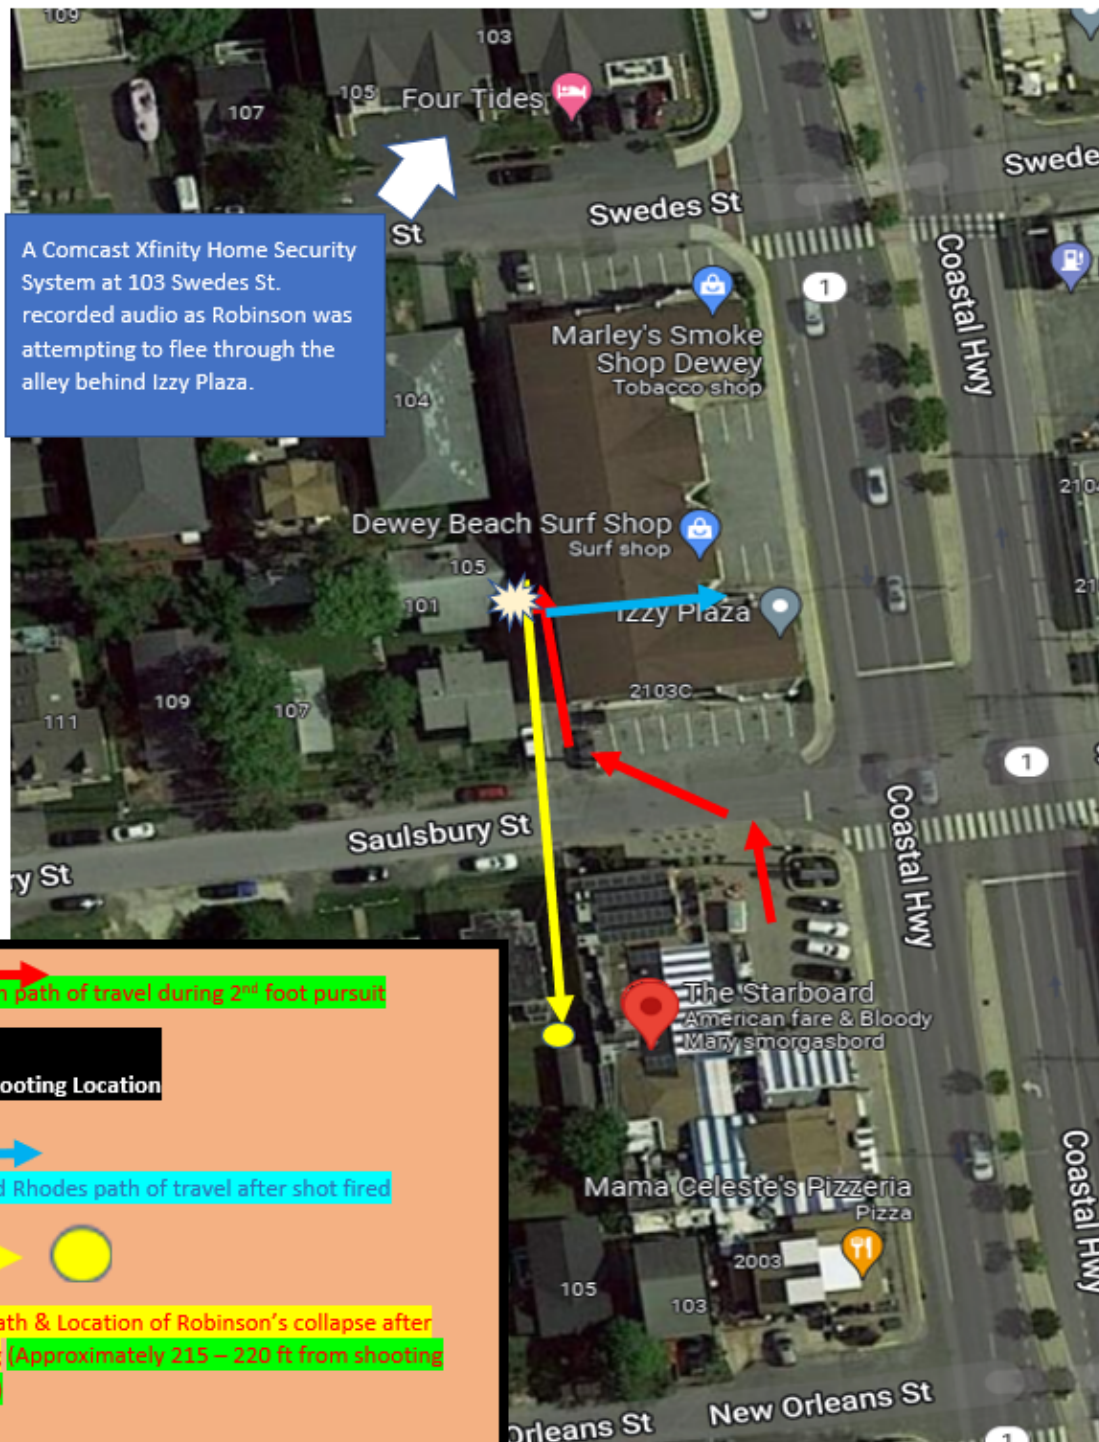 109
103
105
Four Tides
107
Swedes
Swedes St
St
A Comcast Xfinity Home Security
System at 103 Swedes St.
recorded audio as Robinson was
attempting to flee through the
alley behind Izzy Plaza.
Coastal Hwy
1
Marley's Smoke
Shop Dewey
Tobacco shop
104
210
Dewey Beach Surf Shop
Surf shop
105
101
Izzy Plaza
21
2103C
109
107
111
1
Saulsbury St
ry St
Coastal Hwy
n path of travel during 2nd foot pursuit
The Starboard
American fare & Bloody
Mary smorgasbord
ooting Location
d Rhodes path of travel after shot fired
Mama Celeste's Pizzeria
Pizza
Coastal Hwy
2003
105
103
ath & Location of Robinson's collapse after
(Approximately 215 – 220 ft from shooting
)
Orleans St
New Orleans St
1